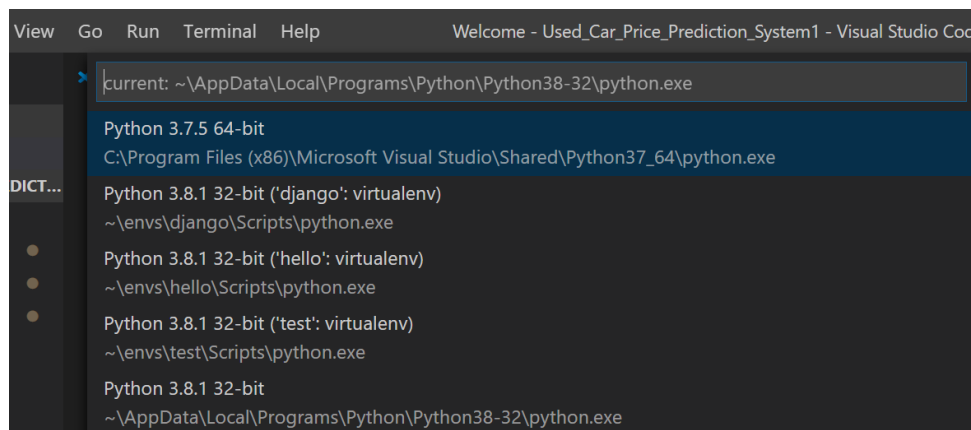 View Go Run Terminal Help Welcome - Used_Car_Price_Prediction_System1 - Visual Studio Coc
current: ~\AppData\Local\Programs\Python\Python38-32\python.exe
Python 3.7.5 64-bit
C:\Program Files (x86)\Microsoft Visual Studio\Shared\Python37_64\python.exe
DICT...
Python 3.8.1 32-bit ('django': virtualenv)
~\envs\django\Scripts\python.exe
Python 3.8.1 32-bit ('hello': virtualenv)
~\envs\hello\Scripts\python.exe
Python 3.8.1 32-bit ('test': virtualenv)
~\envs\test\Scripts\python.exe
Python 3.8.1 32-bit
~\AppData\Local\Programs\Python\Python38-32\python.exe